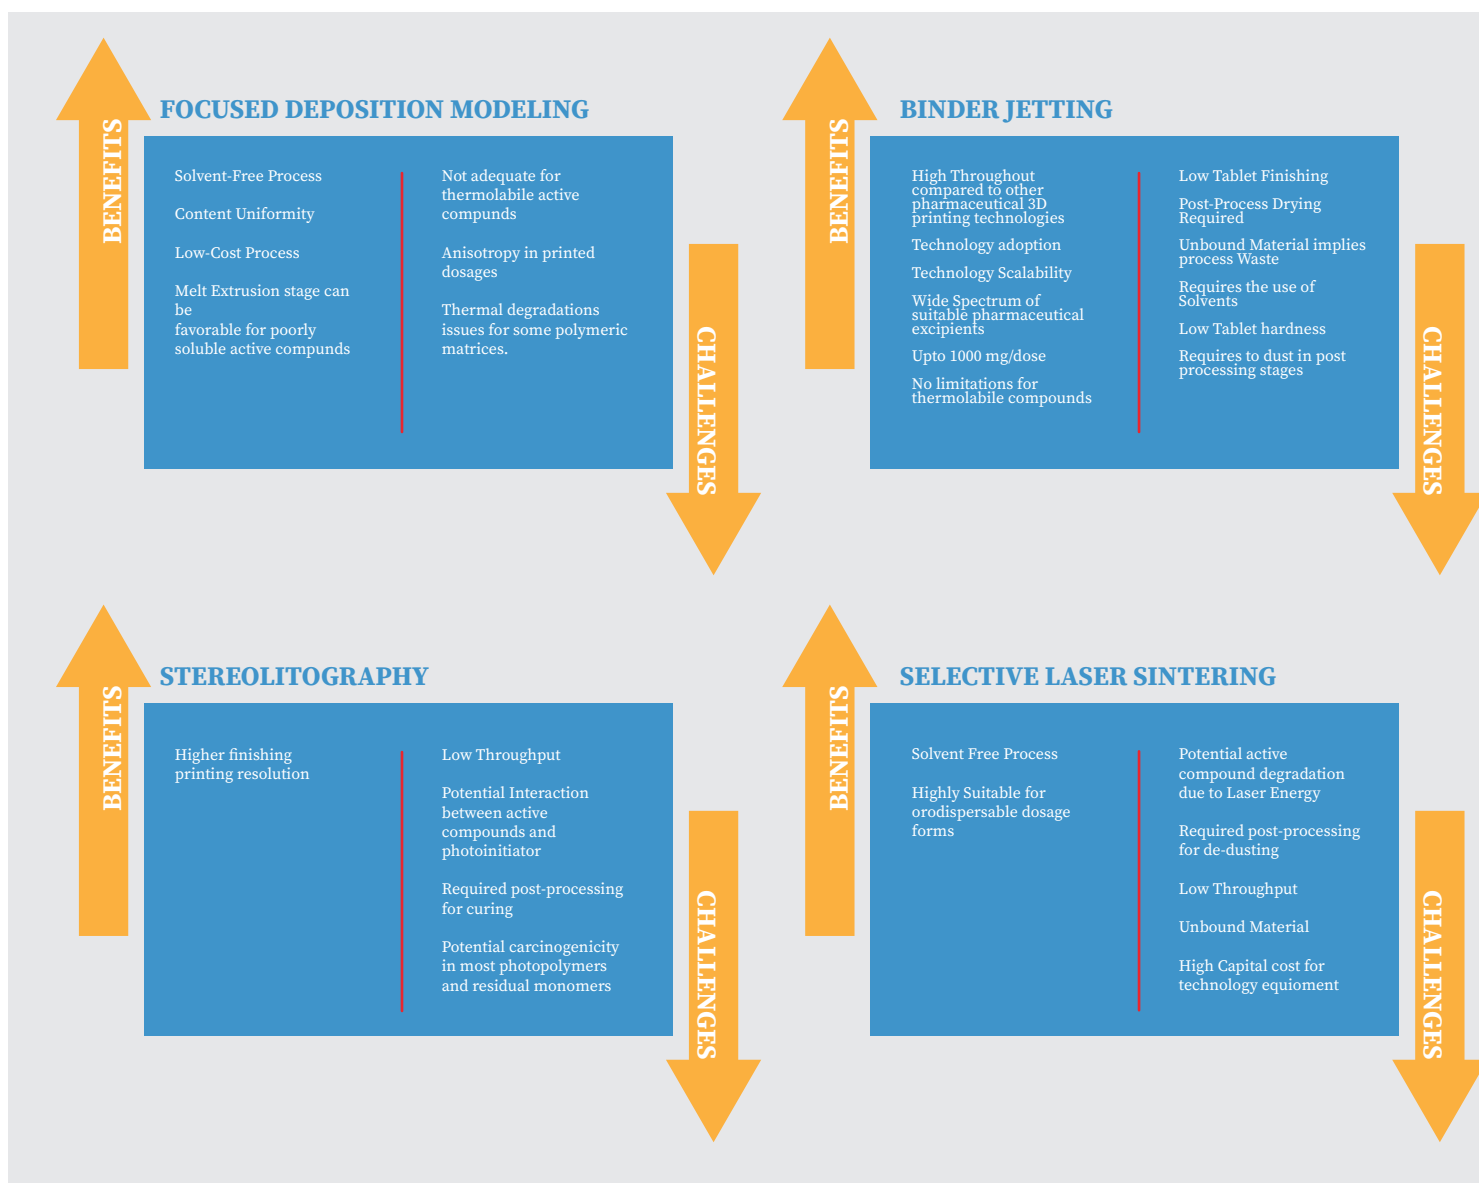 FOCUSED DEPOSITION MODELING
BENEFITS
Solvent-Free Process
Content Uniformity
Low-Cost Process
Melt Extrusion stage can
be
favorable for poorly
soluble active compunds
Not adequate for
thermolabile active
compunds
Anisotropy in printed
dosages
Thermal degradations
issues for some polymeric
matrices.
CHALLENGES
BINDER JETTING
BENEFITS
High Throughout
compared to other
pharmaceutical 3D
printing technologies
Technology adoption
Technology Scalability
Wide Spectrum of
suitable pharmaceutical
excipients
Upto 1000 mg/dose
No limitations for
thermolabile compounds
Low Tablet Finishing
Post-Process Drying
Required
Unbound Material implies
process Waste
Requires the use of
Solvents
Low Tablet hardness
Requires to dust in post
processing stages
CHALLENGES
STEREOLITOGRAPHY
BENEFITS
Higher finishing
printing resolution
Low Throughput
Potential Interaction
between active
compounds and
photoinitiator
Required post-processing
for curing
Potential carcinogenicity
in most photopolymers
and residual monomers
CHALLENGES
SELECTIVE LASER SINTERING
BENEFITS
Solvent Free Process
Highly Suitable for
orodispersable dosage
forms
Potential active
compound degradation
due to Laser Energy
Required post-processing
for de-dusting
Low Throughput
Unbound Material
High Capital cost for
technology equioment
CHALLENGES